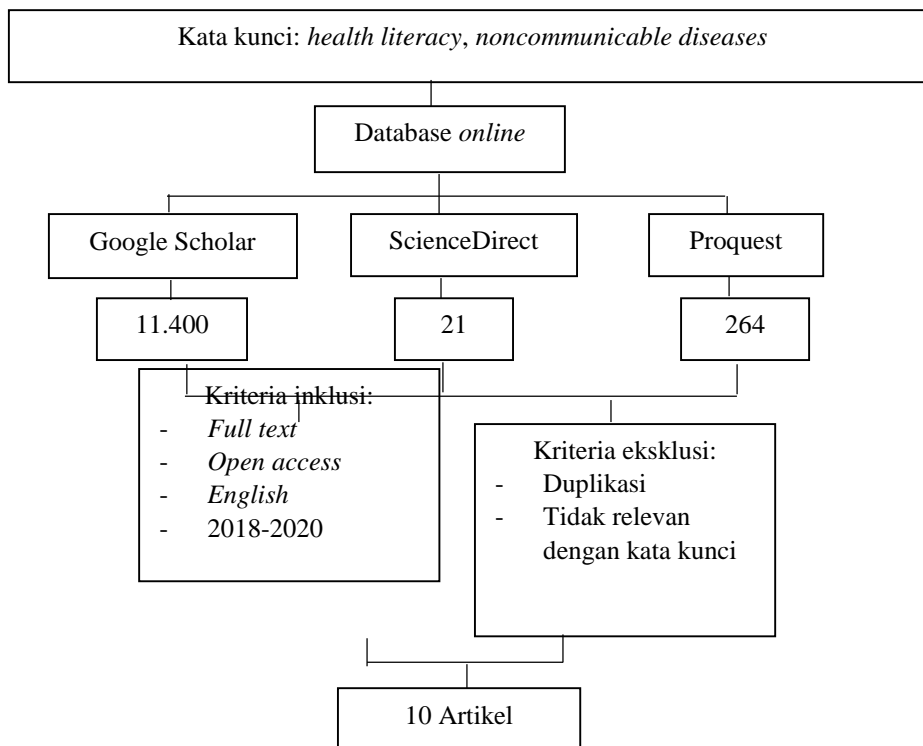 Kata kunci: health literacy, noncommunicable diseases
Database online
Google Scholar
ScienceDirect
Proquest
11.400
21
264
Kriteria inklusi:
- Full text
- Open access
- English
- 2018-2020
Kriteria eksklusi:
- Duplikasi
- Tidak relevan
dengan kata kunci
10 Artikel